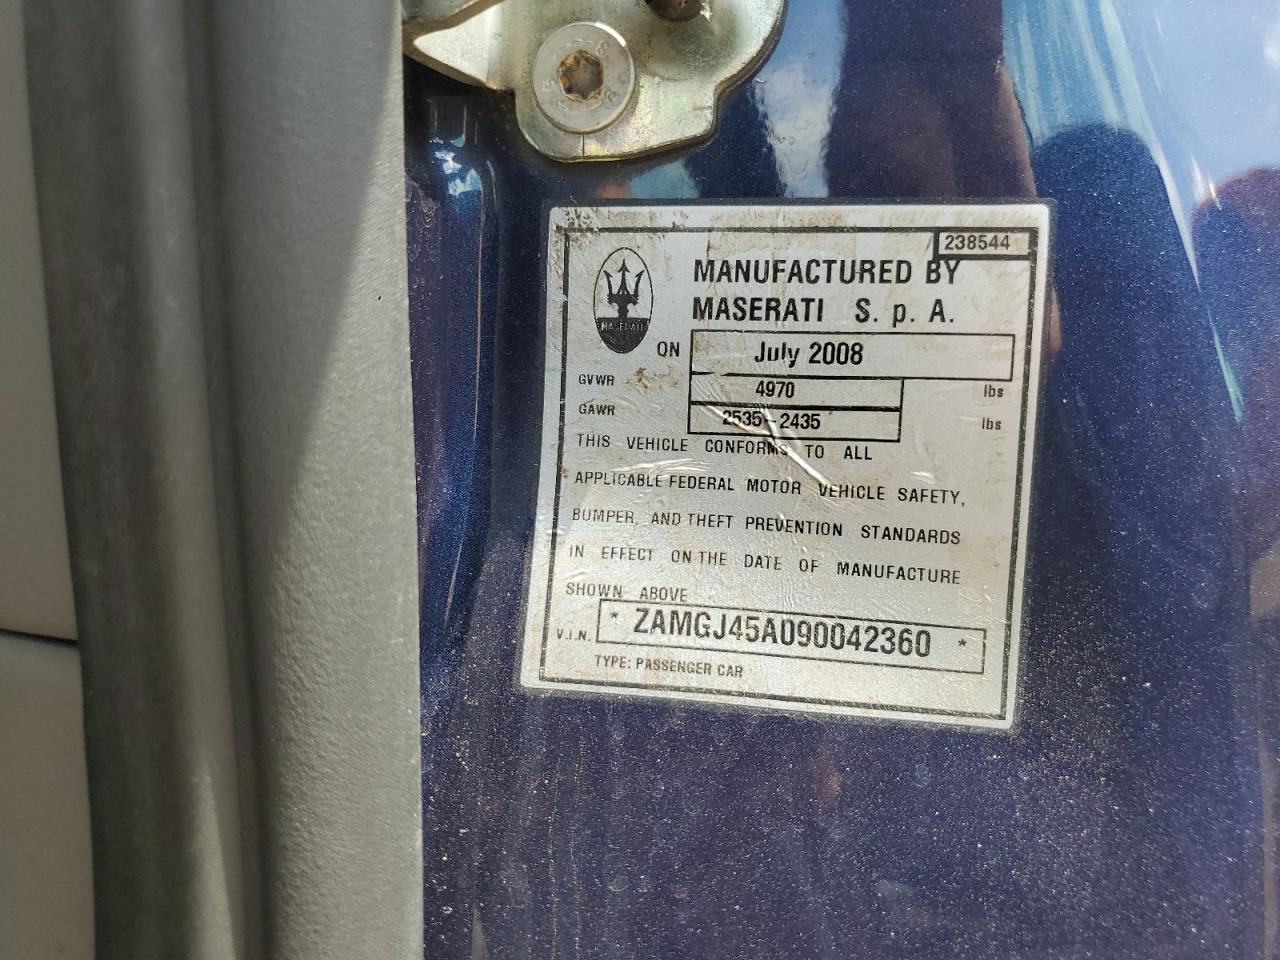 238544
MANUFACTURED BY
MASERATI S. p. A.
MASERATI
ON July 2008
GVWR 4970 lbs
GAWR 2535-2435 lbs
THIS VEHICLE CONFORMS TO ALL
APPLICABLE FEDERAL MOTOR VEHICLE SAFETY,
BUMPER, AND THEFT PREVENTION STANDARDS
IN EFFECT ON THE DATE OF MANUFACTURE
SHOWN ABOVE
V.I.N. * ZAMGJ45A090042360 *
TYPE: PASSENGER CAR